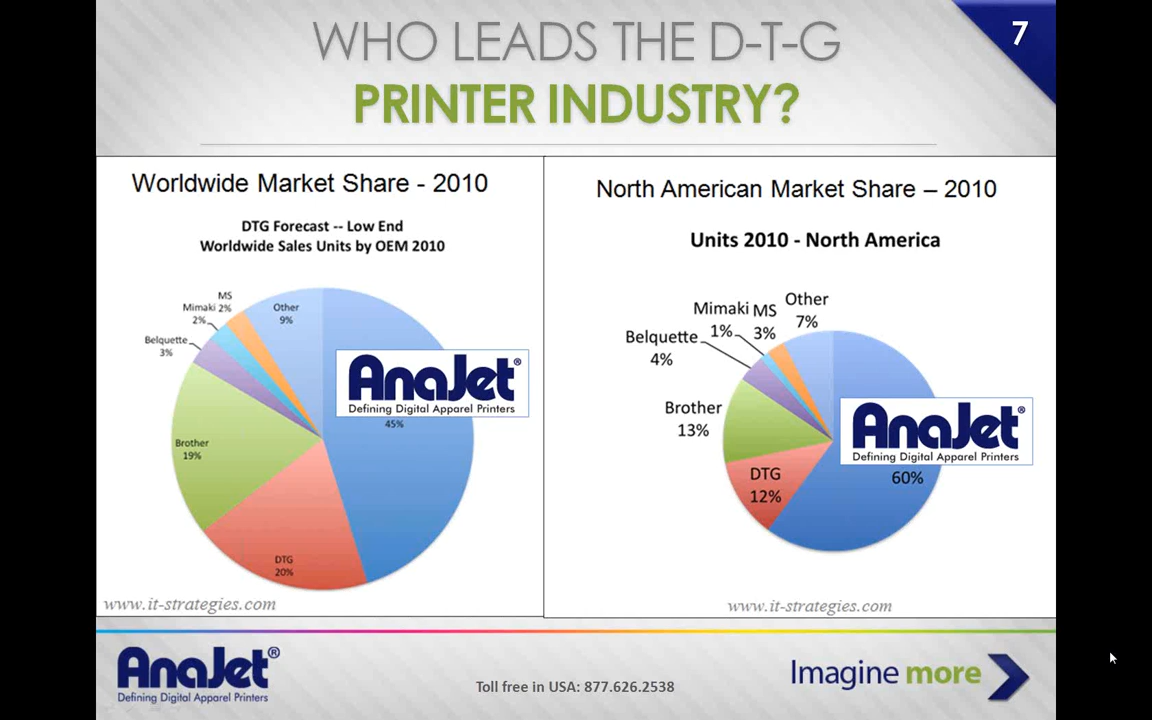 WHO LEADS THE D-T-G
PRINTER INDUSTRY?
7
Worldwide Market Share - 2010
DTG Forecast -- Low End
Worldwide Sales Units by OEM 2010
MS
2%
Mimaki
2%
Other
9%
Belquette
3%
AnaJet®
Defining Digital Apparel Printers
45%
Brother
19%
DTG
20%
www.it-strategies.com
North American Market Share – 2010
Units 2010 - North America
Other
7%
Mimaki
1%
MS
3%
Belquette
4%
Brother
13%
AnaJet®
Defining Digital Apparel Printers
60%
DTG
12%
www.it-strategies.com
AnaJet®
Defining Digital Apparel Printers
Toll free in USA: 877.626.2538
Imagine more